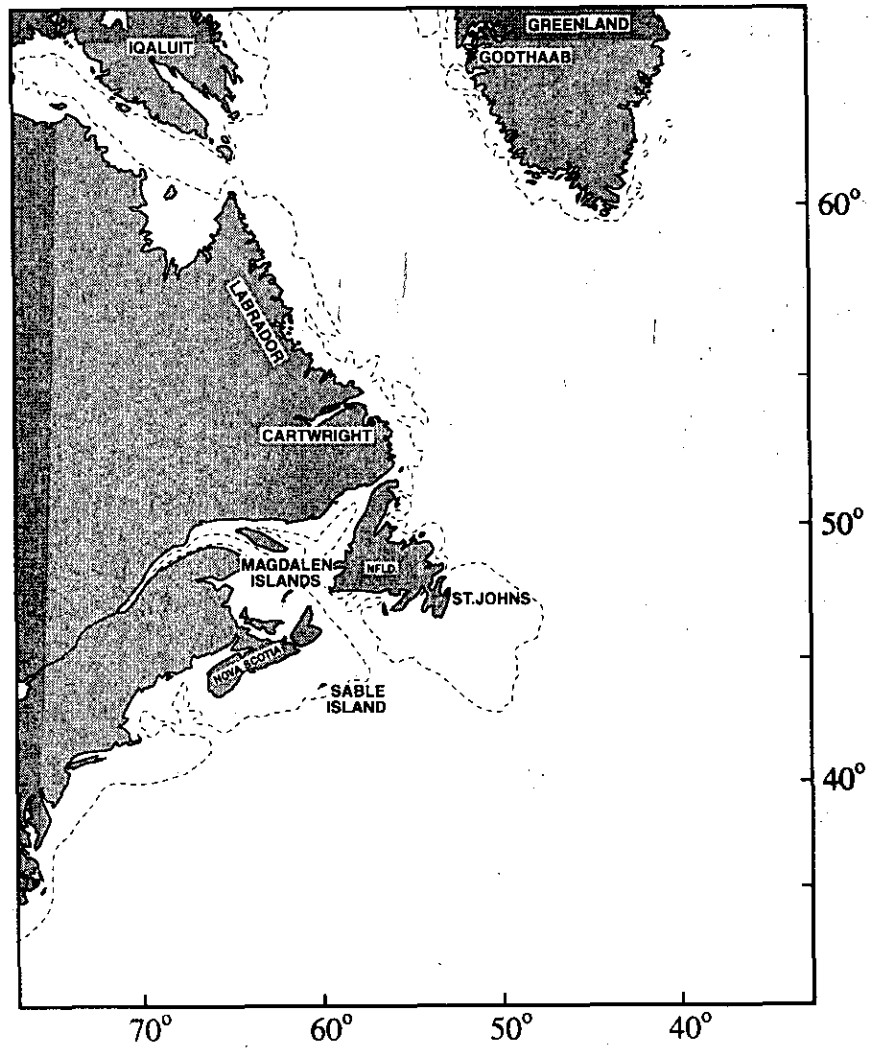 GREENLAND
IQALUIT
GODTHAAB
60°
LABRADOR
CARTWRIGHT
50°
MAGDALEN
ISLANDS
NFLD.
ST.JOHNS
NOVA SCOTIA
SABLE
ISLAND
40°
70°
60°
50°
40°